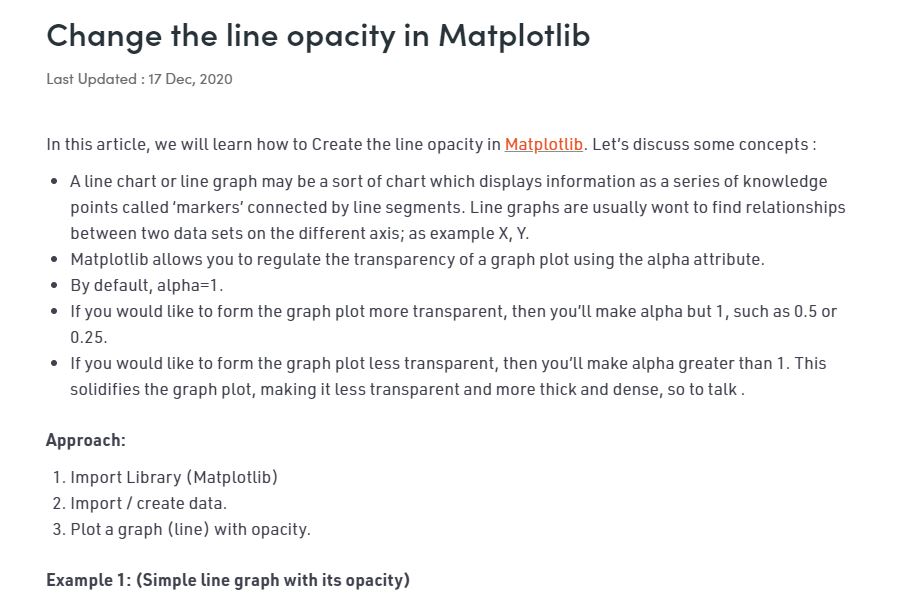 Change the line opacity in Matplotlib
Last Updated : 17 Dec, 2020
In this article, we will learn how to Create the line opacity in Matplotlib. Let's discuss some concepts :
• A line chart or line graph may be a sort of chart which displays information as a series of knowledge
points called ‘markers’ connected by line segments. Line graphs are usually wont to find relationships
between two data sets on the different axis; as example X, Y.
• Matplotlib allows you to regulate the transparency of a graph plot using the alpha attribute.
• By default, alpha=1.
• If you would like to form the graph plot more transparent, then you’ll make alpha but 1, such as 0.5 or
0.25.
• If you would like to form the graph plot less transparent, then you’ll make alpha greater than 1. This
solidifies the graph plot, making it less transparent and more thick and dense, so to talk .
Approach:
1. Import Library (Matplotlib)
2. Import / create data.
3. Plot a graph (line) with opacity.
Example 1: (Simple line graph with its opacity)